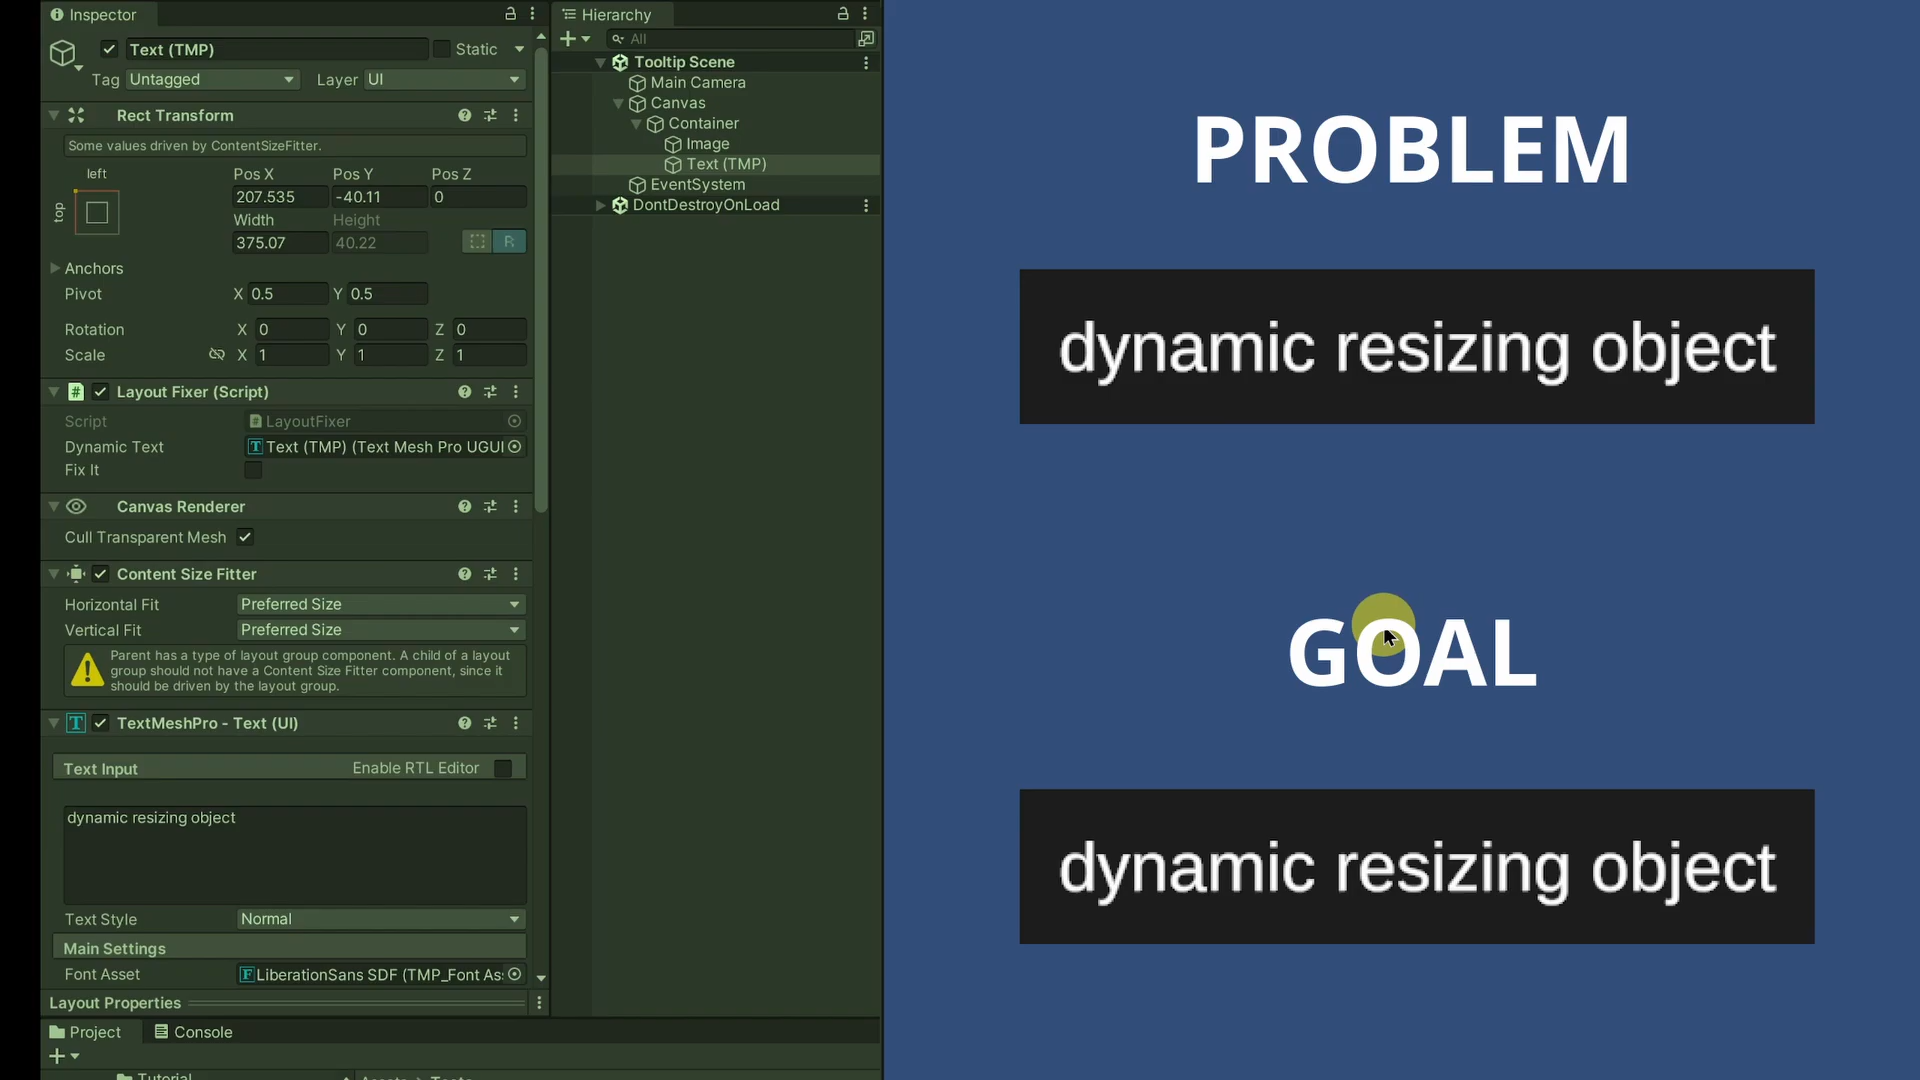 Inspector
Text (TMP)
Static
Tag Untagged Layer UI
Rect Transform
Some values driven by ContentSizeFitter.
left
top
Pos X Pos Y Pos Z
207.535 -40.11 0
Width Height
375.07 40.22
R
Anchors
Pivot X 0.5 Y 0.5
Rotation X 0 Y 0 Z 0
Scale X 1 Y 1 Z 1
# Layout Fixer (Script)
Script # LayoutFixer
Dynamic Text T Text (TMP) (Text Mesh Pro UGUI
Fix It
Canvas Renderer
Cull Transparent Mesh
Content Size Fitter
Horizontal Fit Preferred Size
Vertical Fit Preferred Size
Parent has a type of layout group component. A child of a layout
group should not have a Content Size Fitter component, since it
should be driven by the layout group.
T TextMeshPro - Text (UI)
Text Input Enable RTL Editor
dynamic resizing object
Text Style Normal
Main Settings
Font Asset F LiberationSans SDF (TMP_Font As
Layout Properties
Project Console
Tutorial
Hierarchy
All
Tooltip Scene
Main Camera
Canvas
Container
Image
Text (TMP)
EventSystem
DontDestroyOnLoad
PROBLEM
dynamic resizing object
GOAL
dynamic resizing object